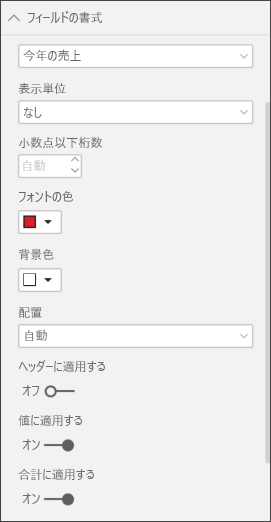 フィールドの書式
今年の売上
表示単位
なし
小数点以下桁数
自動
フォントの色
背景色
配置
自動
ヘッダーに適用する
オフ
値に適用する
オン
合計に適用する
オン